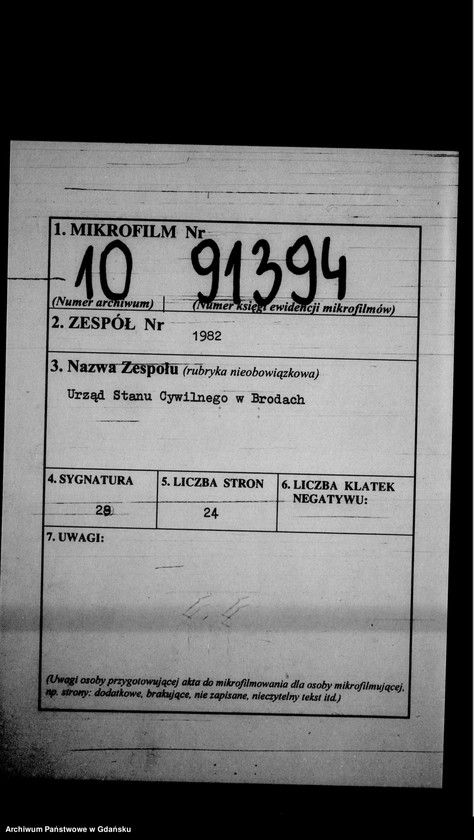 1. MIKROFILM Nr
10 91394
(Numer archiwum) (Numer księgi ewidencji mikrofilmów)
2. ZESPÓŁ Nr
1982
3. Nazwa Zespołu (rubryka nieobowiązkowa)
Urząd Stanu Cywilnego w Brodach
4. SYGNATURA 5. LICZBA STRON 6. LICZBA KLATEK
NEGATYWU:
28 24
7. UWAGI:
(Uwagi osoby przygotowującej akta do mikrofilmowania dla osoby mikrofilmującej,
np. strony: dodatkowe, brakujące, nie zapisane, nieczytelny tekst itd.)
Archiwum Państwowe w Gdańsku